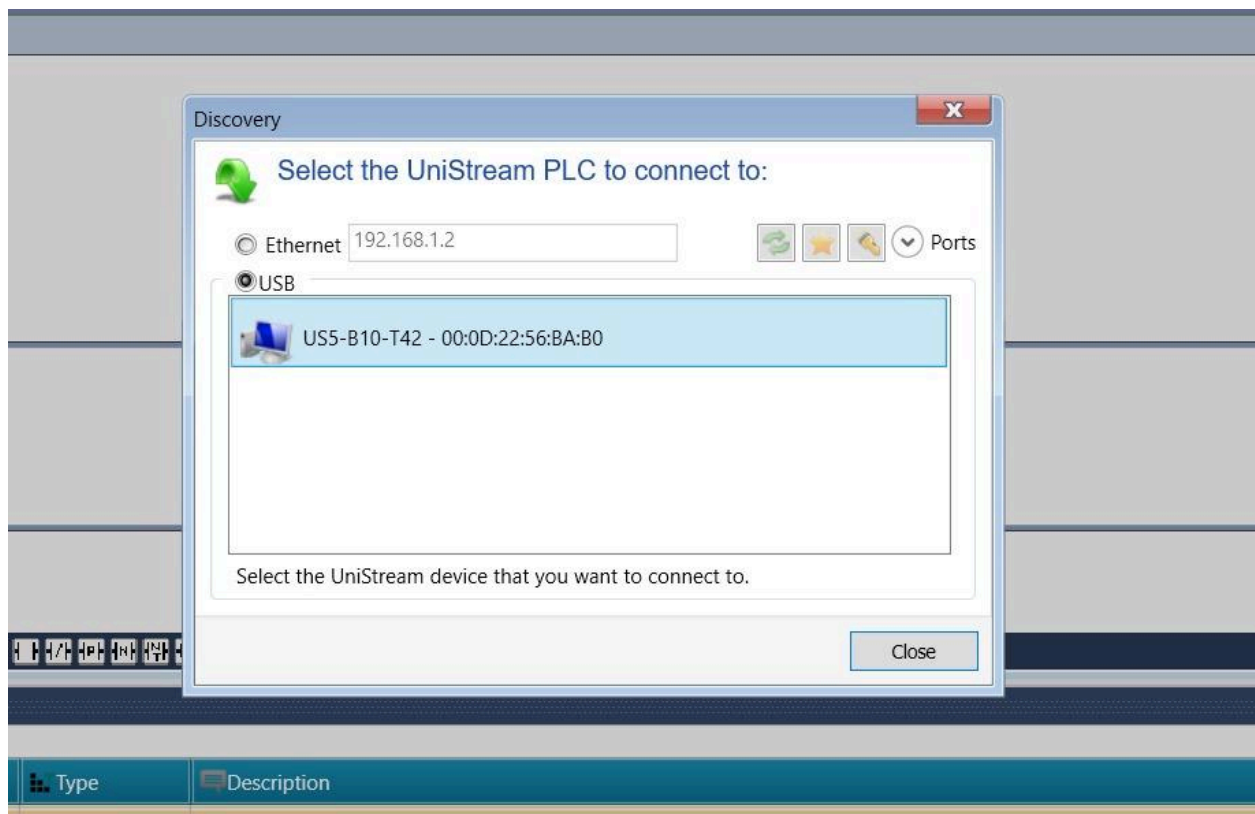 Discovery
Select the UniStream PLC to connect to:
Ethernet 192.168.1.2 Ports
USB
US5-B10-T42 - 00:0D:22:56:BA:B0
Select the UniStream device that you want to connect to.
Close
P N N T
Type Description